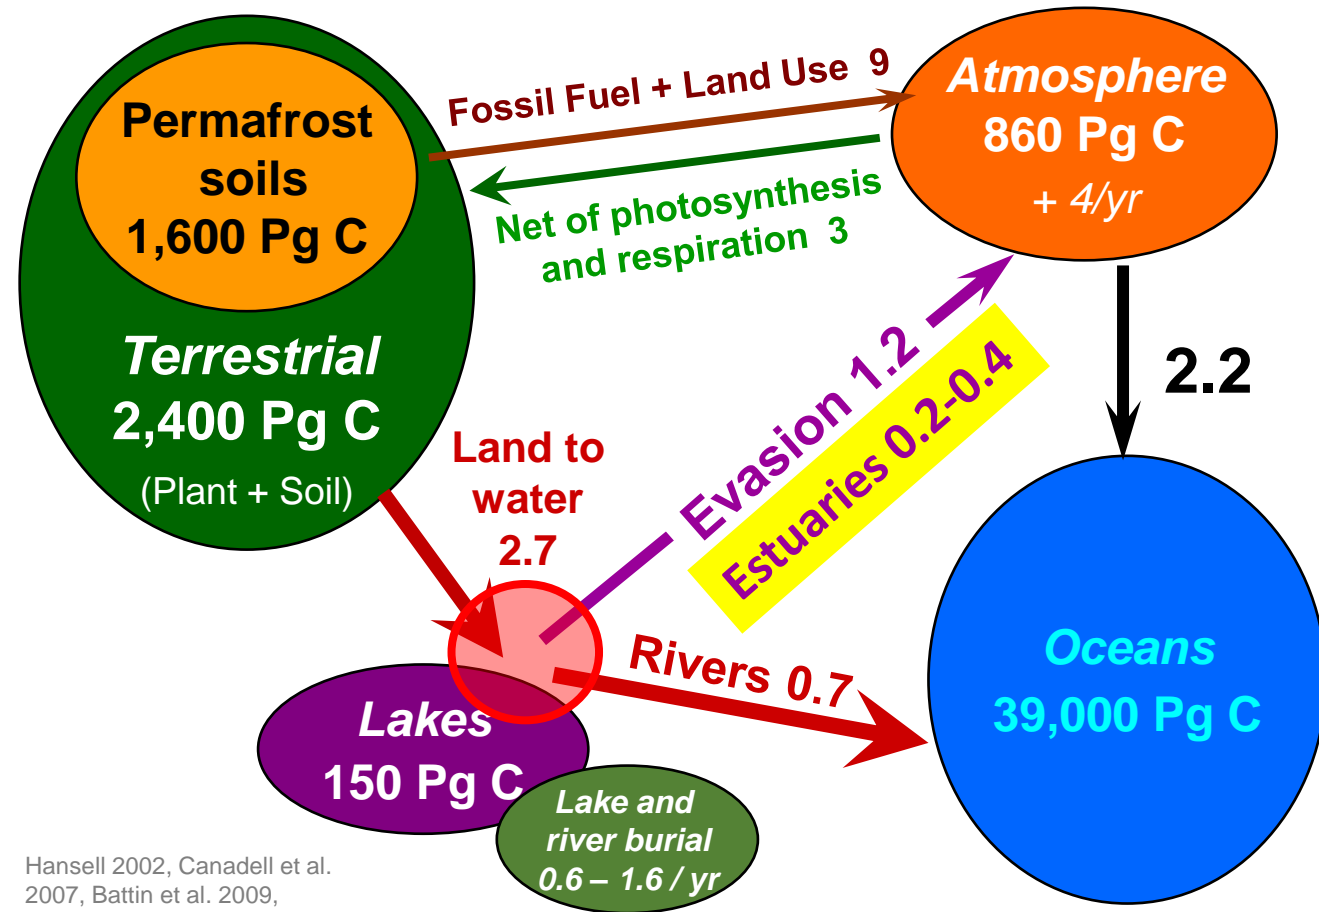 Permafrost
soils
1,600 Pg C
Terrestrial
2,400 Pg C
(Plant + Soil)
Fossil Fuel + Land Use 9
Net of photosynthesis
and respiration 3
Atmosphere
860 Pg C
+ 4/yr
2.2
Land to
water
2.7
Evasion 1.2
Estuaries 0.2-0.4
Rivers 0.7
Oceans
39,000 Pg C
Lakes
150 Pg C
Lake and
river burial
0.6 – 1.6 / yr
Hansell 2002, Canadell et al.
2007, Battin et al. 2009,